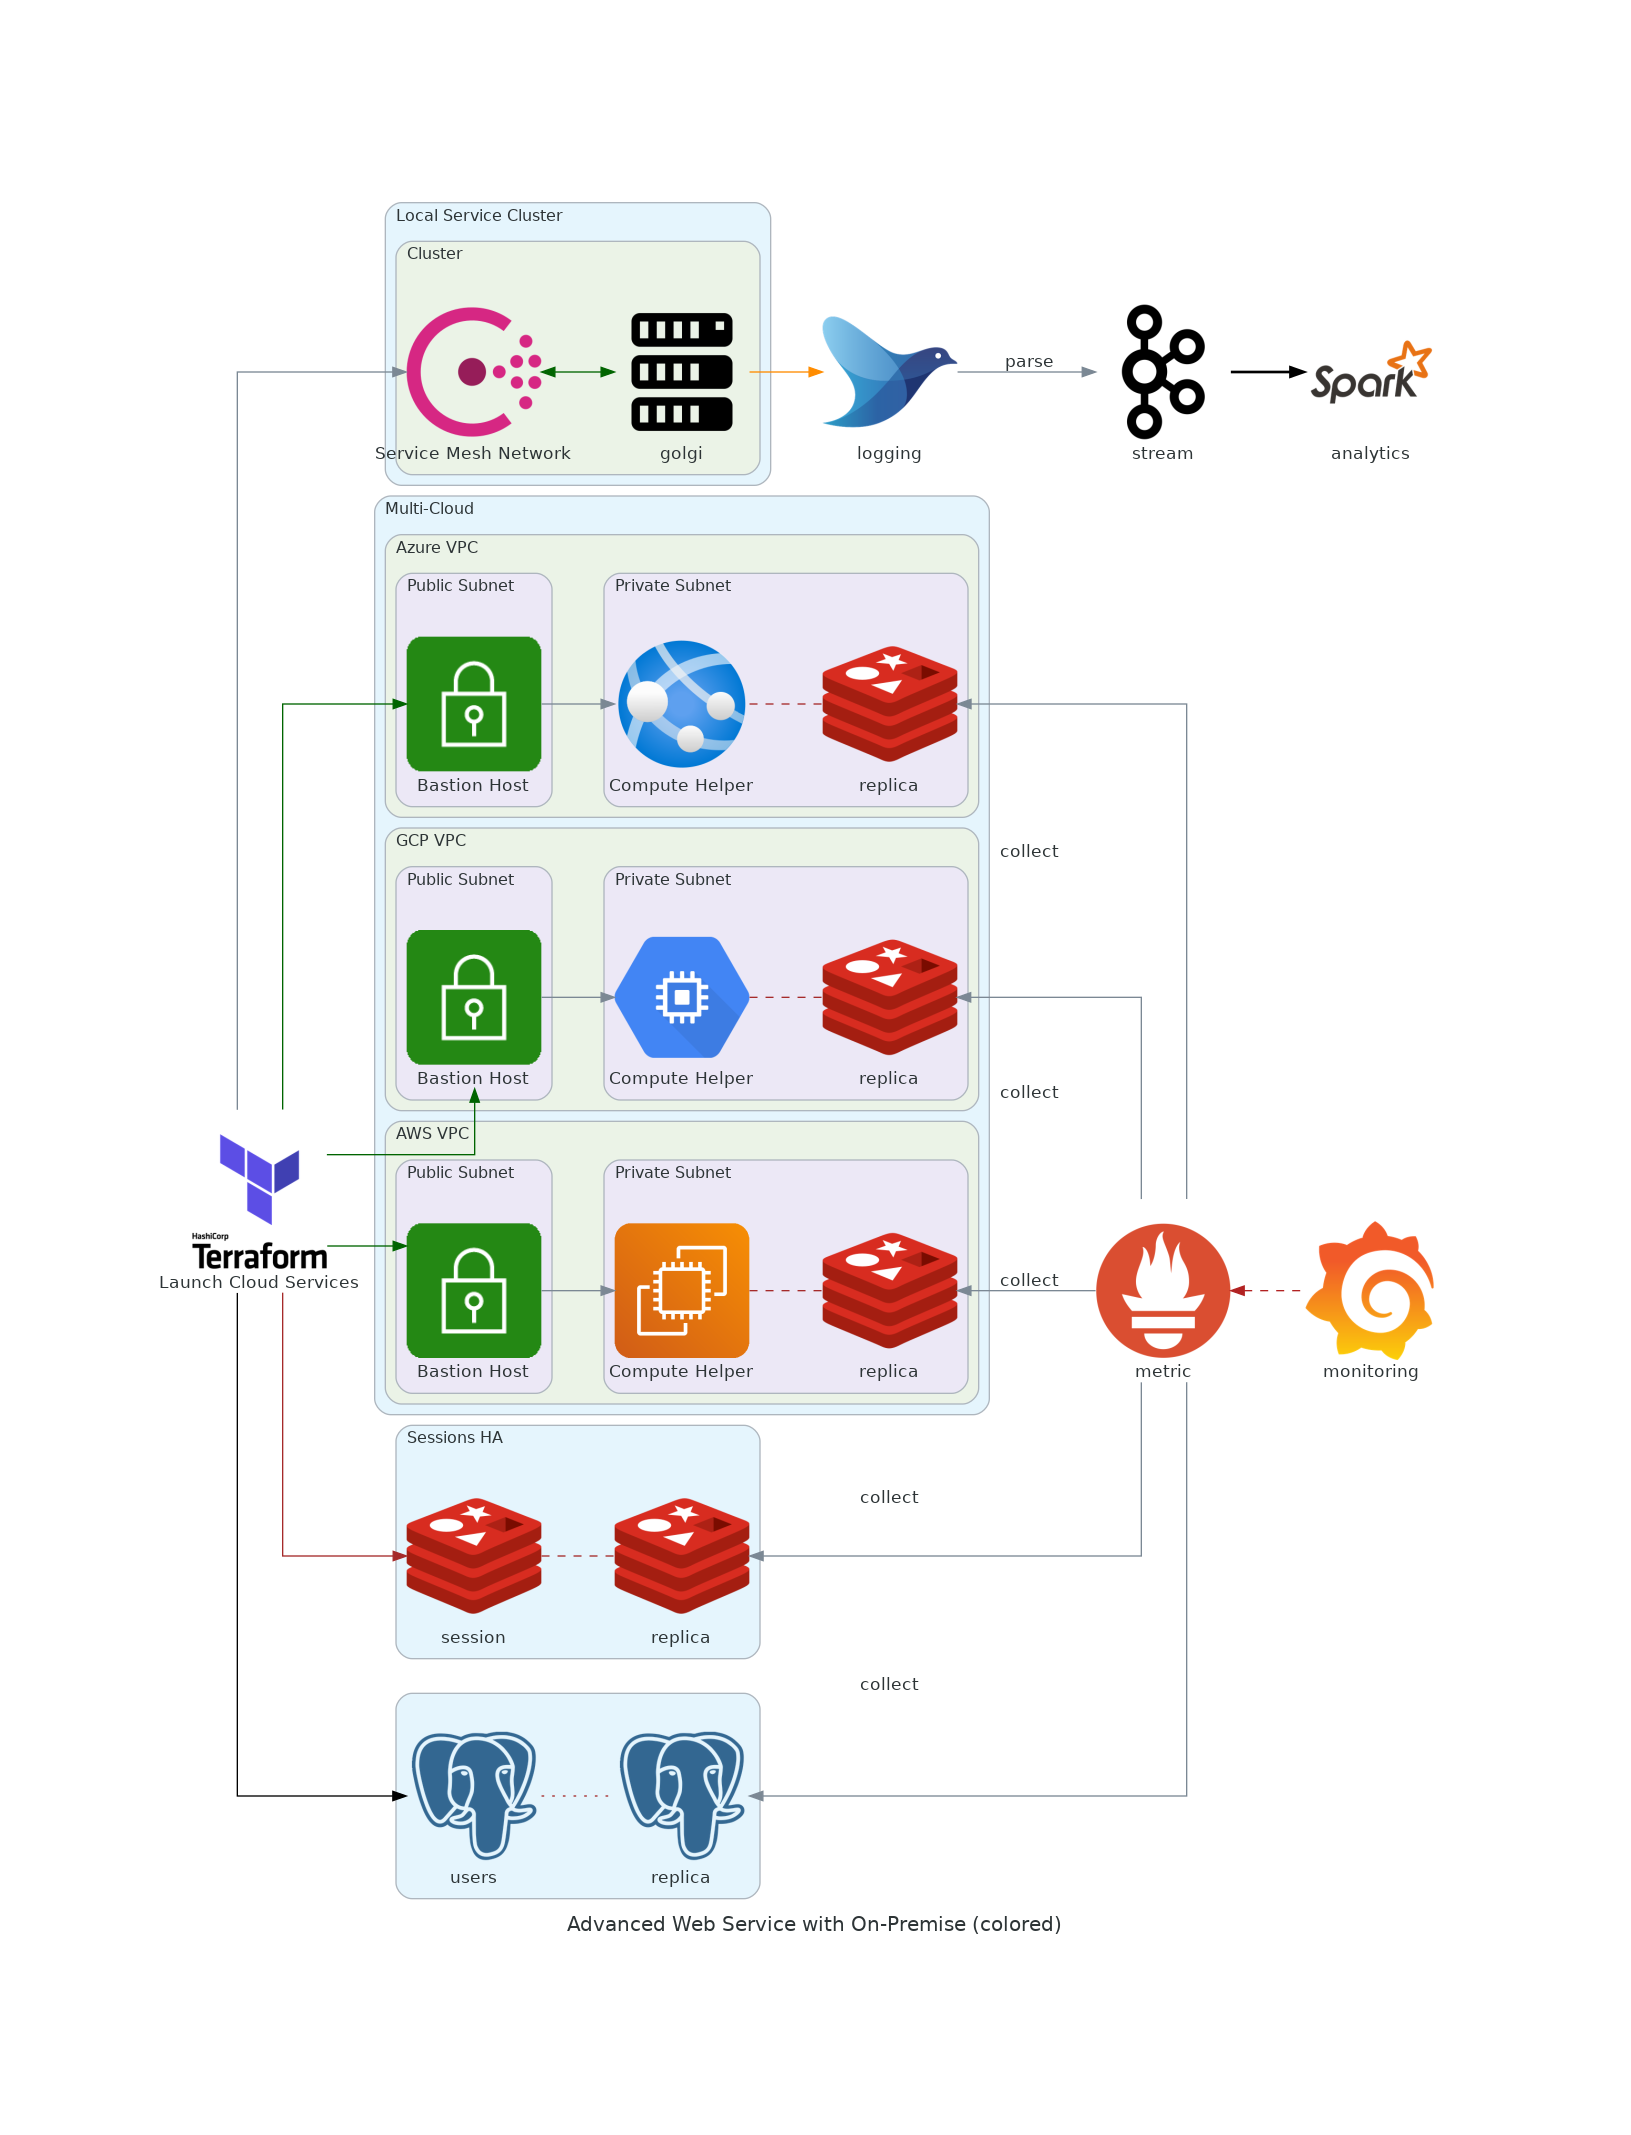 Local Service Cluster
Cluster
Service Mesh Network
golgi
logging
parse
stream
Spark
analytics
Multi-Cloud
Azure VPC
Public Subnet
Private Subnet
Bastion Host
Compute Helper
replica
collect
GCP VPC
Public Subnet
Private Subnet
Bastion Host
Compute Helper
replica
collect
AWS VPC
Public Subnet
Private Subnet
HashiCorp
Terraform
Launch Cloud Services
Bastion Host
Compute Helper
replica
collect
metric
monitoring
Sessions HA
collect
session
replica
collect
users
replica
Advanced Web Service with On-Premise (colored)